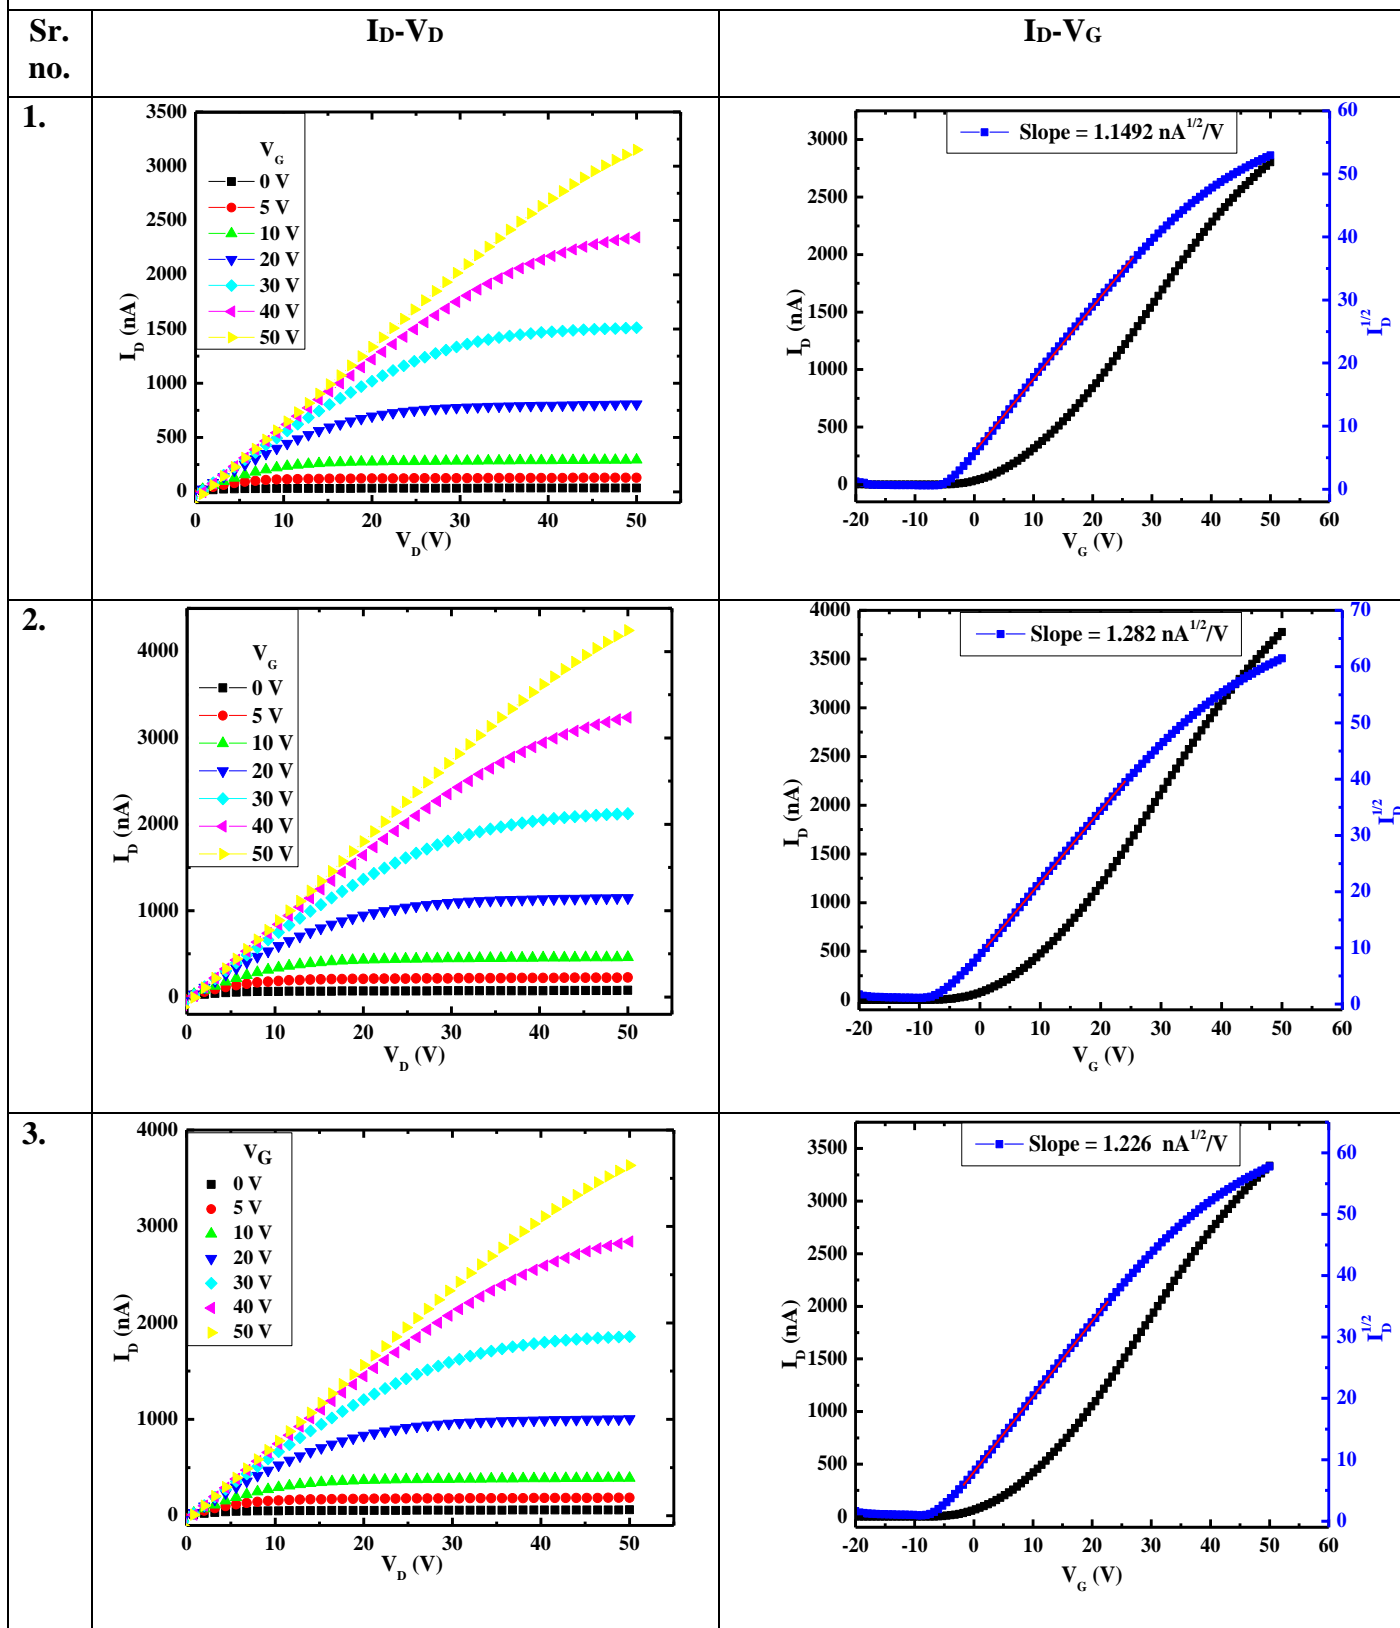 Sr. no.
ID-VD
ID-VG
1.
3500
3000
2500
2000
1500
1000
500
0
ID (nA)
VG
0 V
5 V
10 V
20 V
30 V
40 V
50 V
0 10 20 30 40 50
VD(V)
3000
2500
2000
1500
1000
500
0
ID (nA)
Slope = 1.1492 nA1/2/V
60
50
40
30
20
10
0
ID1/2
-20 -10 0 10 20 30 40 50 60
VG (V)
2.
4000
3000
2000
1000
0
ID (nA)
VG
0 V
5 V
10 V
20 V
30 V
40 V
50 V
0 10 20 30 40 50
VD (V)
4000
3500
3000
2500
2000
1500
1000
500
0
ID (nA)
Slope = 1.282 nA1/2/V
70
60
50
40
30
20
10
0
ID1/2
-20 -10 0 10 20 30 40 50 60
VG (V)
3.
4000
3000
2000
1000
0
ID (nA)
VG
0 V
5 V
10 V
20 V
30 V
40 V
50 V
0 10 20 30 40 50
VD (V)
3500
3000
2500
2000
1500
1000
500
0
ID (nA)
Slope = 1.226 nA1/2/V
60
50
40
30
20
10
0
ID1/2
-20 -10 0 10 20 30 40 50 60
VG (V)